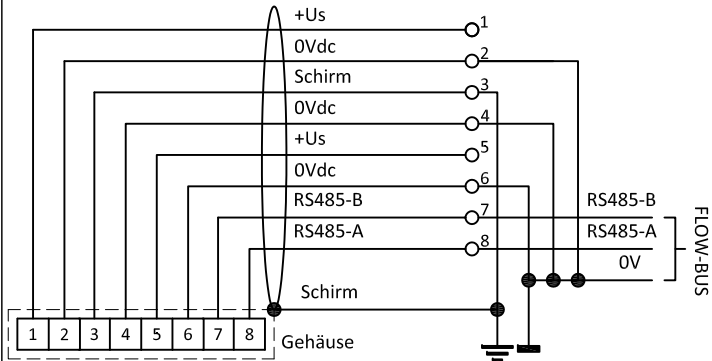 +Us 1
0Vdc 2
Schirm 3
0Vdc 4
+Us 5
0Vdc 6
RS485-B 7 RS485-B
RS485-A 8 RS485-A
0V
FLOW-BUS
Schirm
1 2 3 4 5 6 7 8 Gehäuse